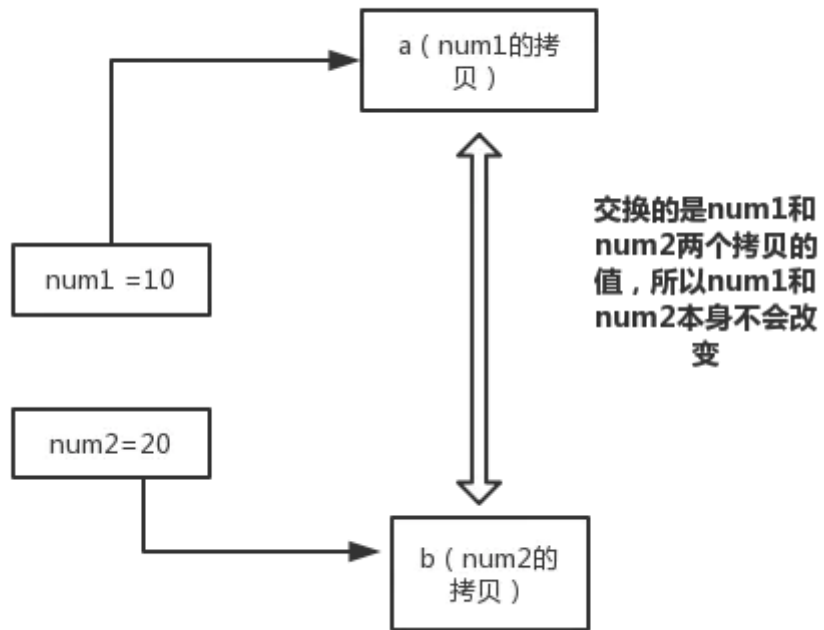 a（num1的拷
贝）
num1 =10
交换的是num1和
num2两个拷贝的
值，所以num1和
num2本身不会改
变
num2=20
b（num2的
拷贝）